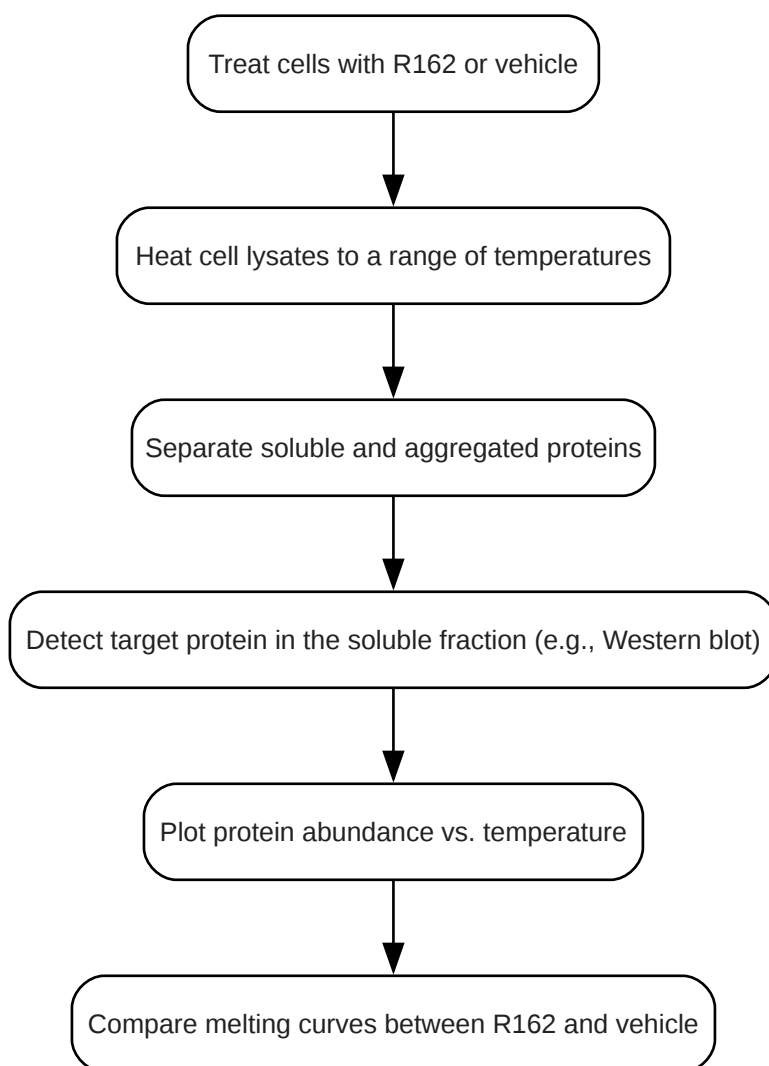 Treat cells with R162 or vehicle
Heat cell lysates to a range of temperatures
Separate soluble and aggregated proteins
Detect target protein in the soluble fraction (e.g., Western blot)
Plot protein abundance vs. temperature
Compare melting curves between R162 and vehicle